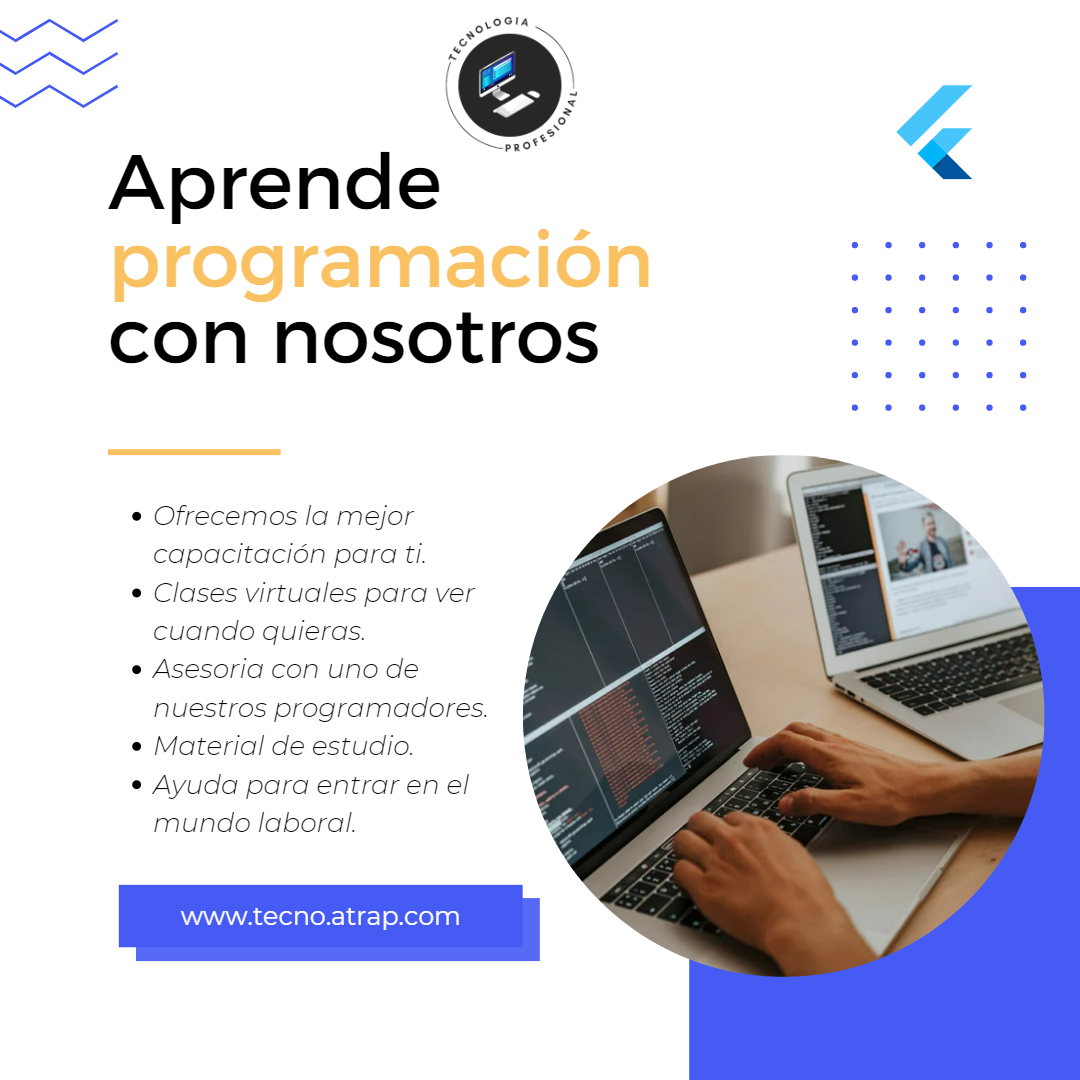 TECNOLOGIA
PROFESIONAL
Aprende
programación
con nosotros
• Ofrecemos la mejor
capacitación para ti.
• Clases virtuales para ver
cuando quieras.
• Asesoria con uno de
nuestros programadores.
• Material de estudio.
• Ayuda para entrar en el
mundo laboral.
www.tecno.atrap.com